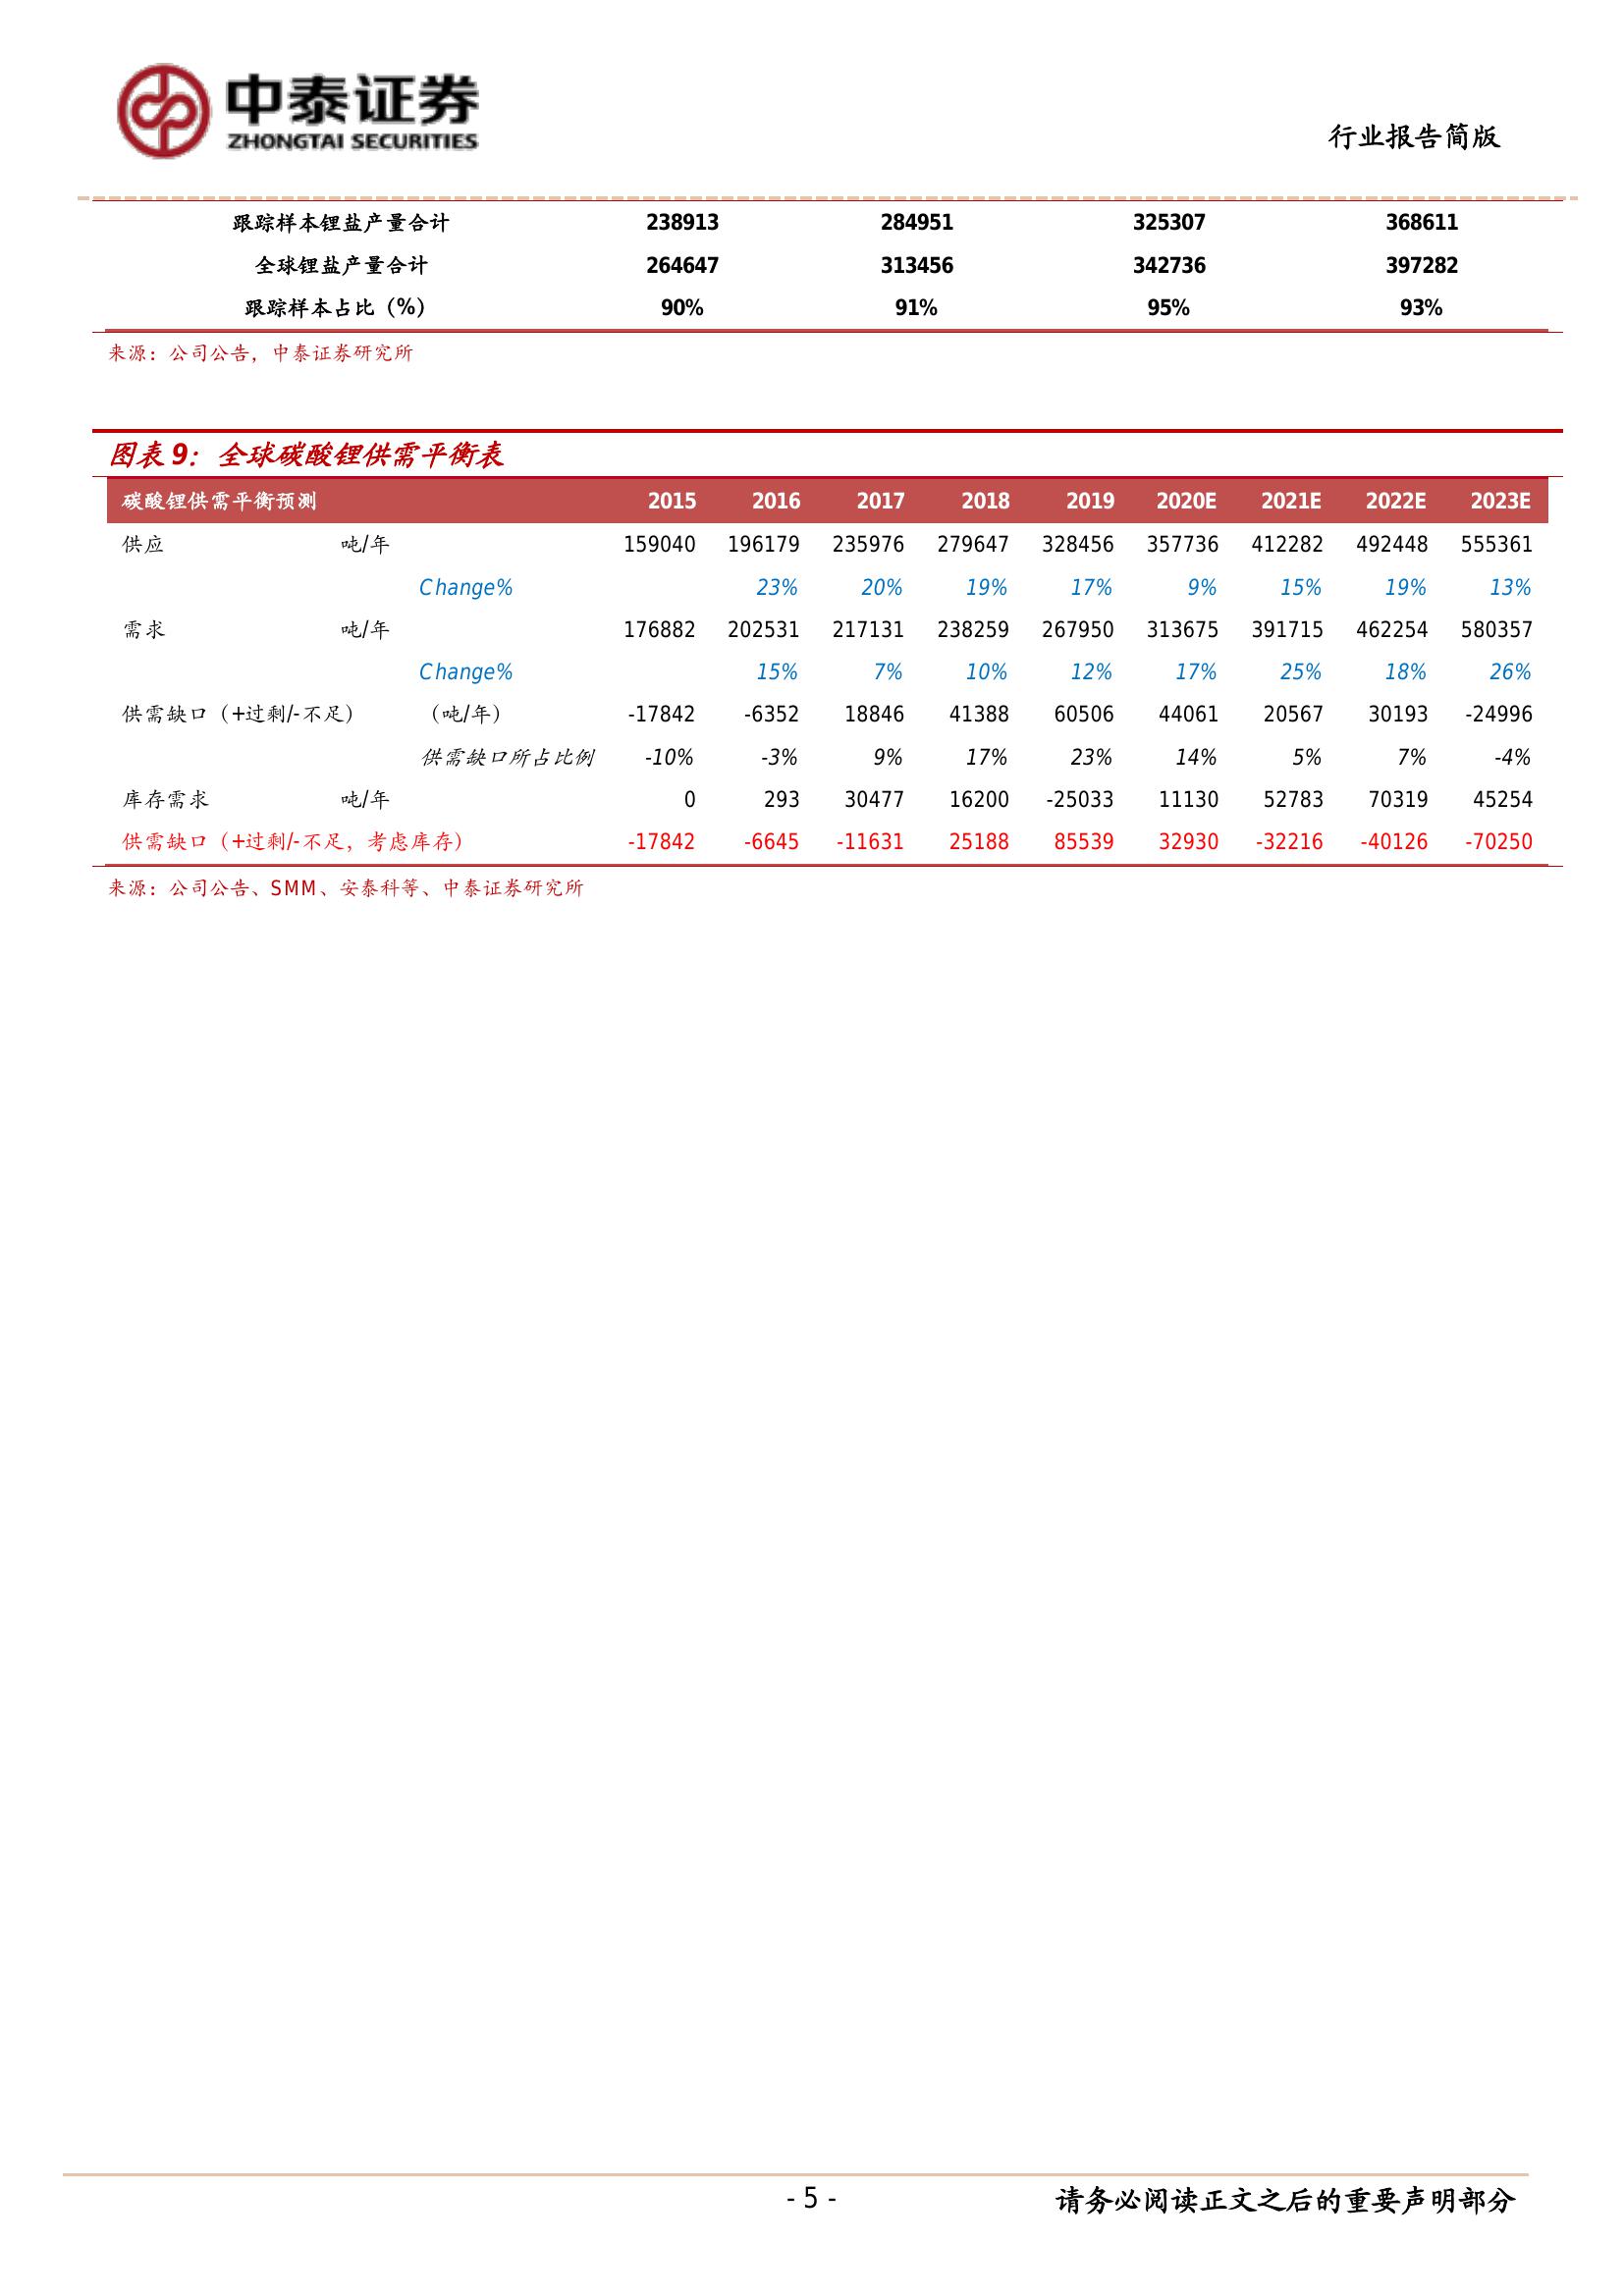 中泰证券
ZHONGTAI SECURITIES
行业报告简版
跟踪样本锂盐产量合计 238913 284951 325307 368611
全球锂盐产量合计 264647 313456 342736 397282
跟踪样本占比（%） 90% 91% 95% 93%
来源：公司公告，中泰证券研究所
图表 9：全球碳酸锂供需平衡表
碳酸锂供需平衡预测 2015 2016 2017 2018 2019 2020E 2021E 2022E 2023E
供应 吨/年 159040 196179 235976 279647 328456 357736 412282 492448 555361
Change% 23% 20% 19% 17% 9% 15% 19% 13%
需求 吨/年 176882 202531 217131 238259 267950 313675 391715 462254 580357
Change% 15% 7% 10% 12% 17% 25% 18% 26%
供需缺口（+过剩/-不足） （吨/年） -17842 -6352 18846 41388 60506 44061 20567 30193 -24996
供需缺口所占比例 -10% -3% 9% 17% 23% 14% 5% 7% -4%
库存需求 吨/年 0 293 30477 16200 -25033 11130 52783 70319 45254
供需缺口（+过剩/-不足，考虑库存） -17842 -6645 -11631 25188 85539 32930 -32216 -40126 -70250
来源：公司公告、SMM、安泰科等、中泰证券研究所
- 5 -
请务必阅读正文之后的重要声明部分